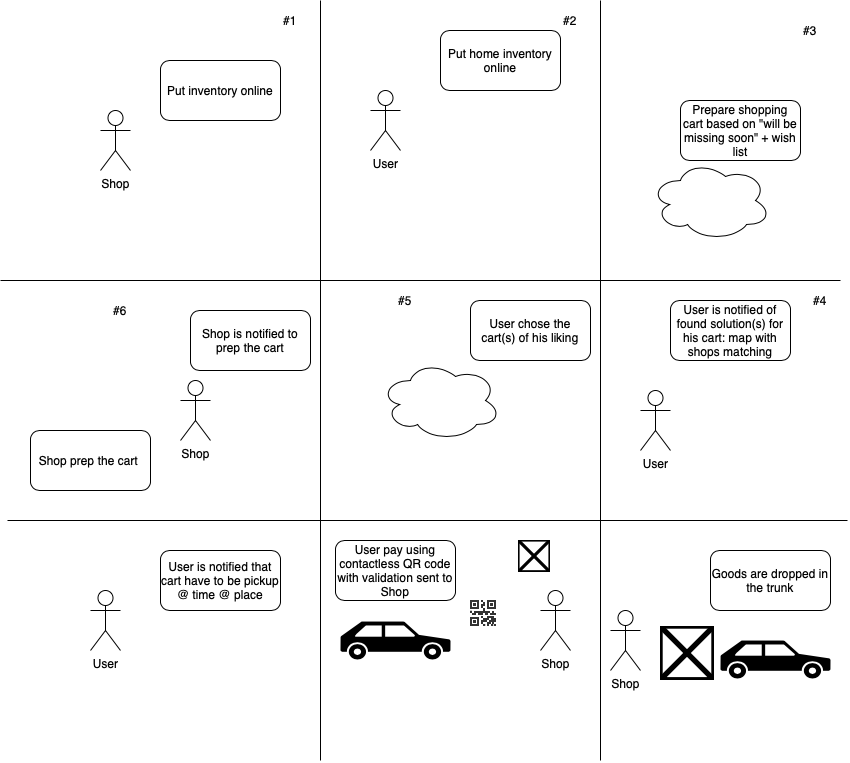 #1
Put inventory online
Shop
#2
Put home inventory
online
User
#3
Prepare shopping
cart based on "will be
missing soon" + wish
list
#6
Shop is notified to
prep the cart
Shop
Shop prep the cart
#5
User chose the
cart(s) of his liking
#4
User is notified of
found solution(s) for
his cart: map with
shops matching
User
User is notified that
cart have to be pickup
@ time @ place
User
User pay using
contactless QR code
with validation sent to
Shop
Shop
Goods are dropped in
the trunk
Shop